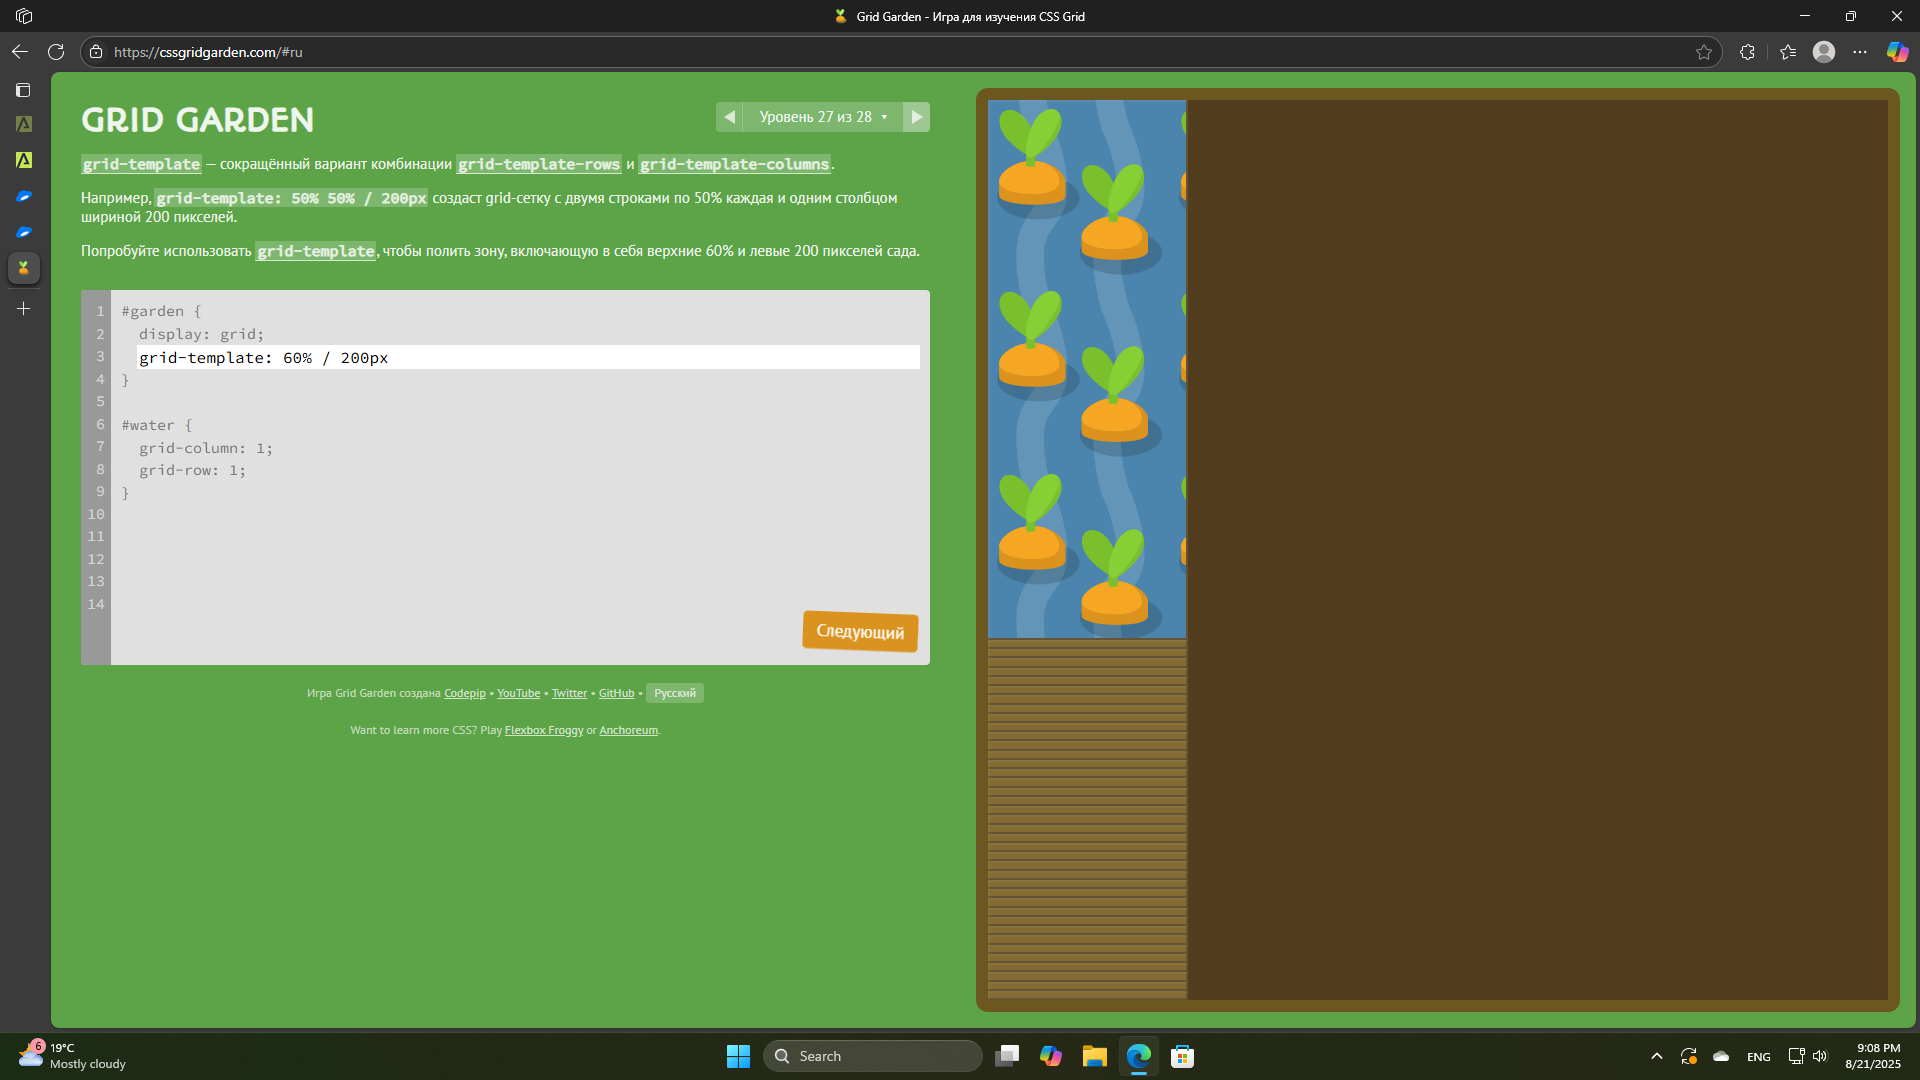 Grid Garden - Игра для изучения CSS Grid
https://cssgridgarden.com/#ru
GRID GARDEN
Уровень 27 из 28
grid-template — сокращённый вариант комбинации grid-template-rows и grid-template-columns.
Например, grid-template: 50% 50% / 200px создаст grid-сетку с двумя строками по 50% каждая и одним столбцом
шириной 200 пикселей.
Попробуйте использовать grid-template, чтобы полить зону, включающую в себя верхние 60% и левые 200 пикселей сада.
1 #garden {
2 display: grid;
3 grid-template: 60% / 200px
4 }
5
6 #water {
7 grid-column: 1;
8 grid-row: 1;
9 }
10
11
12
13
14
Следующий
Игра Grid Garden создана Codepip • YouTube • Twitter • GitHub • Русский
Want to learn more CSS? Play Flexbox Froggy or Anchoreum.
6
19°C
Mostly cloudy
Search
ENG
9:08 PM
8/21/2025